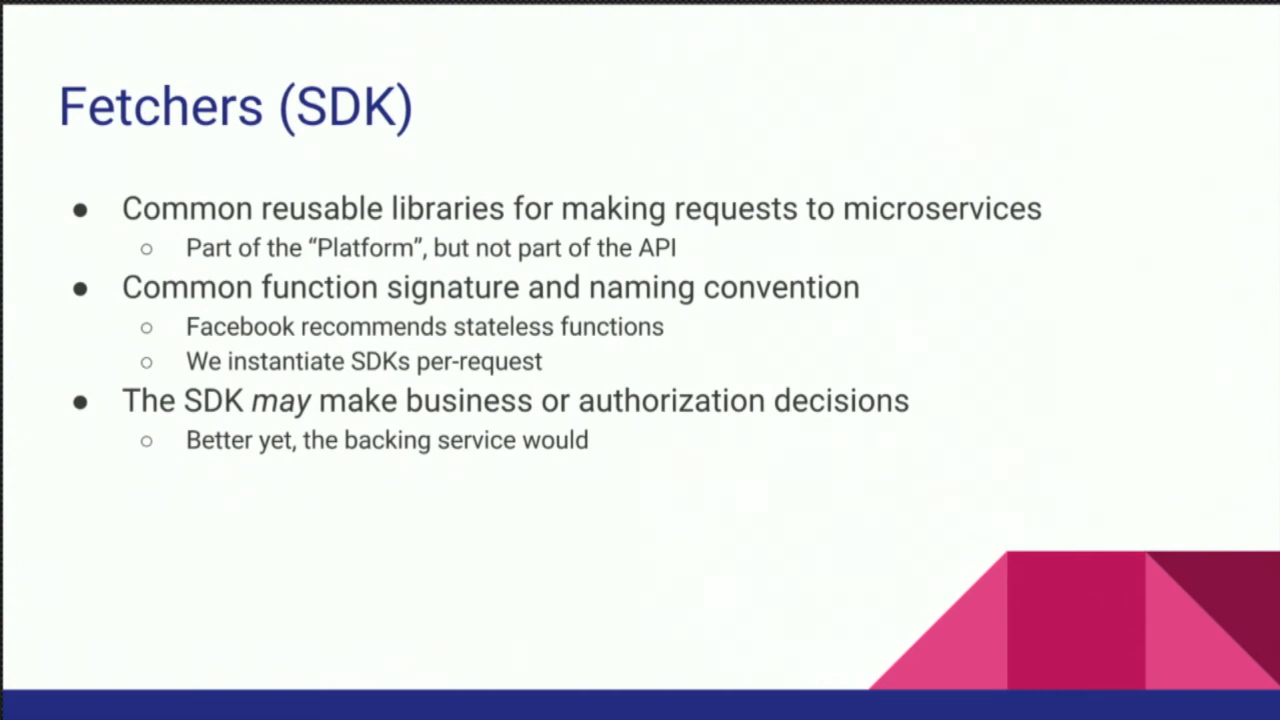 Fetchers (SDK)
● Common reusable libraries for making requests to microservices
○ Part of the “Platform”, but not part of the API
● Common function signature and naming convention
○ Facebook recommends stateless functions
○ We instantiate SDKs per-request
● The SDK may make business or authorization decisions
○ Better yet, the backing service would